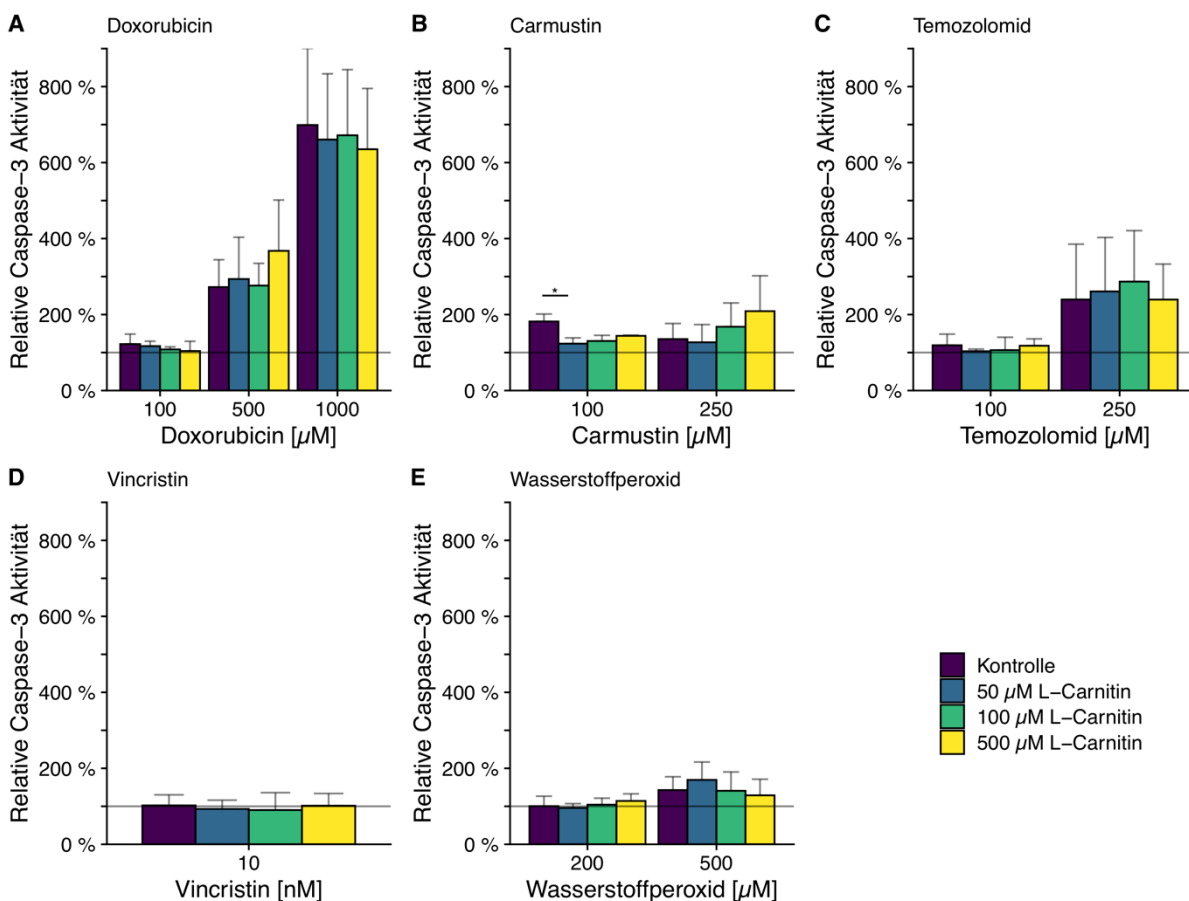 A Doxorubicin
Relative Caspase−3 Aktivität
800 %
600 %
400 %
200 %
0 %
100 500 1000
Doxorubicin [µM]
B Carmustin
Relative Caspase−3 Aktivität
800 %
600 %
400 %
200 %
0 %
*
100 250
Carmustin [µM]
C Temozolomid
Relative Caspase−3 Aktivität
800 %
600 %
400 %
200 %
0 %
100 250
Temozolomid [µM]
D Vincristin
Relative Caspase−3 Aktivität
800 %
600 %
400 %
200 %
0 %
10
Vincristin [nM]
E Wasserstoffperoxid
Relative Caspase−3 Aktivität
800 %
600 %
400 %
200 %
0 %
200 500
Wasserstoffperoxid [µM]
Kontrolle
50 µM L−Carnitin
100 µM L−Carnitin
500 µM L−Carnitin